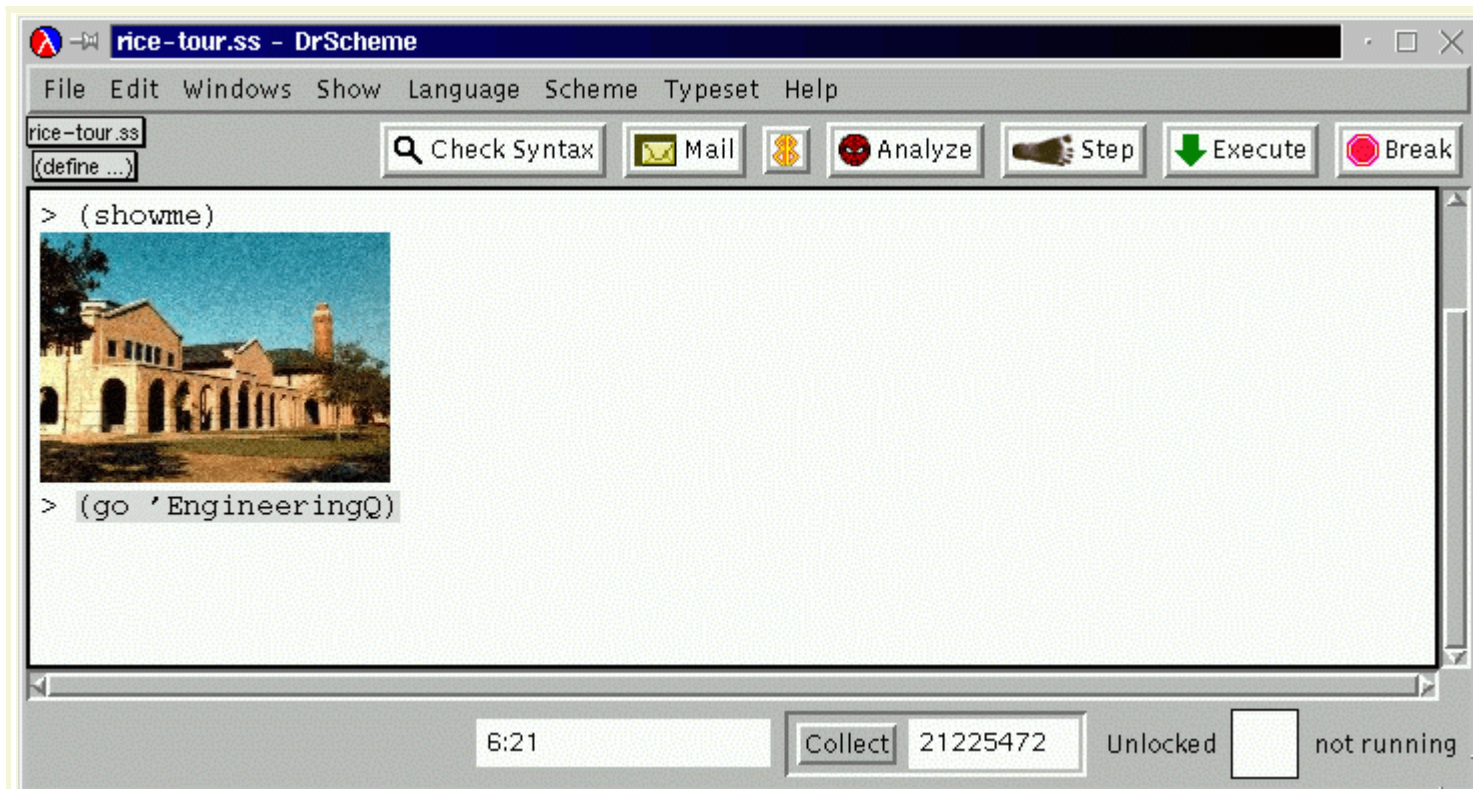 rice-tour.ss - DrScheme
File Edit Windows Show Language Scheme Typeset Help
rice-tour.ss
(define ...)
Check Syntax Mail Analyze Step Execute Break
> (showme)
> (go 'EngineeringQ)
6:21 Collect 21225472 Unlocked not running